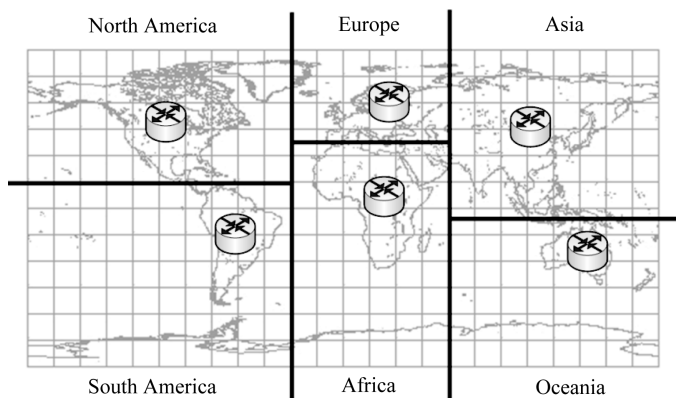 North America
Europe
Asia
South America
Africa
Oceania